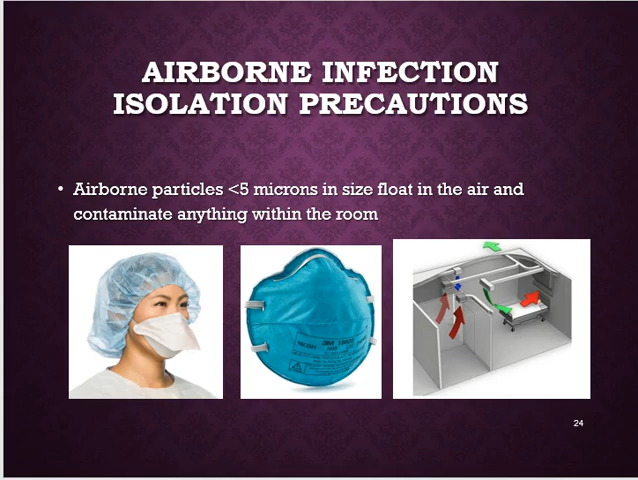 AIRBORNE INFECTION
ISOLATION PRECAUTIONS
• Airborne particles <5 microns in size float in the air and
contaminate anything within the room
3M
24